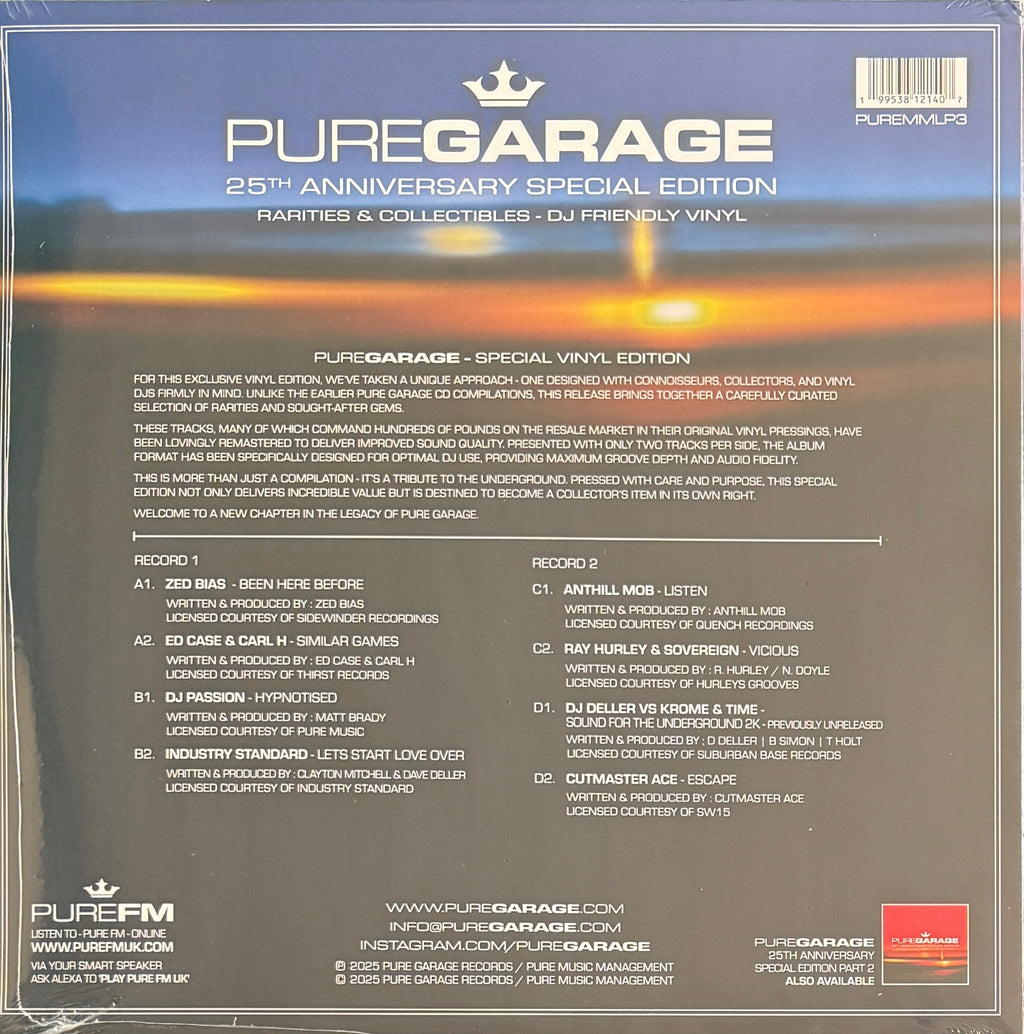 1 99538 12140 7
PUREMMLP3
PUREGARAGE
25TH ANNIVERSARY SPECIAL EDITION
RARITIES & COLLECTIBLES - DJ FRIENDLY VINYL
PUREGARAGE - SPECIAL VINYL EDITION
FOR THIS EXCLUSIVE VINYL EDITION, WE'VE TAKEN A UNIQUE APPROACH - ONE DESIGNED WITH CONNOISSEURS, COLLECTORS, AND VINYL
DJS FIRMLY IN MIND. UNLIKE THE EARLIER PURE GARAGE CD COMPILATIONS, THIS RELEASE BRINGS TOGETHER A CAREFULLY CURATED
SELECTION OF RARITIES AND SOUGHT-AFTER GEMS.
THESE TRACKS, MANY OF WHICH COMMAND HUNDREDS OF POUNDS ON THE RESALE MARKET IN THEIR ORIGINAL VINYL PRESSINGS, HAVE
BEEN LOVINGLY REMASTERED TO DELIVER IMPROVED SOUND QUALITY. PRESENTED WITH ONLY TWO TRACKS PER SIDE, THE ALBUM
FORMAT HAS BEEN SPECIFICALLY DESIGNED FOR OPTIMAL DJ USE, PROVIDING MAXIMUM GROOVE DEPTH AND AUDIO FIDELITY.
THIS IS MORE THAN JUST A COMPILATION - IT'S A TRIBUTE TO THE UNDERGROUND. PRESSED WITH CARE AND PURPOSE, THIS SPECIAL
EDITION NOT ONLY DELIVERS INCREDIBLE VALUE BUT IS DESTINED TO BECOME A COLLECTOR'S ITEM IN ITS OWN RIGHT.
WELCOME TO A NEW CHAPTER IN THE LEGACY OF PURE GARAGE.
RECORD 1
A1. ZED BIAS - BEEN HERE BEFORE
WRITTEN & PRODUCED BY : ZED BIAS
LICENSED COURTESY OF SIDEWINDER RECORDINGS
A2. ED CASE & CARL H - SIMILAR GAMES
WRITTEN & PRODUCED BY : ED CASE & CARL H
LICENSED COURTESY OF THIRST RECORDS
B1. DJ PASSION - HYPNOTISED
WRITTEN & PRODUCED BY : MATT BRADY
LICENSED COURTESY OF PURE MUSIC
B2. INDUSTRY STANDARD - LETS START LOVE OVER
WRITTEN & PRODUCED BY : CLAYTON MITCHELL & DAVE DELLER
LICENSED COURTESY OF INDUSTRY STANDARD
RECORD 2
C1. ANTHILL MOB - LISTEN
WRITTEN & PRODUCED BY : ANTHILL MOB
LICENSED COURTESY OF QUENCH RECORDINGS
C2. RAY HURLEY & SOVEREIGN - VICIOUS
WRITTEN & PRODUCED BY : R. HURLEY / N. DOYLE
LICENSED COURTESY OF HURLEYS GROOVES
D1. DJ DELLER VS KROME & TIME -
SOUND FOR THE UNDERGROUND 2K - PREVIOUSLY UNRELEASED
WRITTEN & PRODUCED BY ; D DELLER | B SIMON | T HOLT
LICENSED COURTESY OF SUBURBAN BASE RECORDS
D2. CUTMASTER ACE - ESCAPE
WRITTEN & PRODUCED BY : CUTMASTER ACE
LICENSED COURTESY OF SW15
PUREFM
LISTEN TO - PURE FM - ONLINE
WWW.PUREFMUK.COM
VIA YOUR SMART SPEAKER
ASK ALEXA TO 'PLAY PURE FM UK'
WWW.PUREGARAGE.COM
INFO@PUREGARAGE.COM
INSTAGRAM.COM/PUREGARAGE
℗ 2025 PURE GARAGE RECORDS / PURE MUSIC MANAGEMENT
© 2025 PURE GARAGE RECORDS / PURE MUSIC MANAGEMENT
PUREGARAGE
25TH ANNIVERSARY
SPECIAL EDITION PART 2
ALSO AVAILABLE
PUREGARAGE